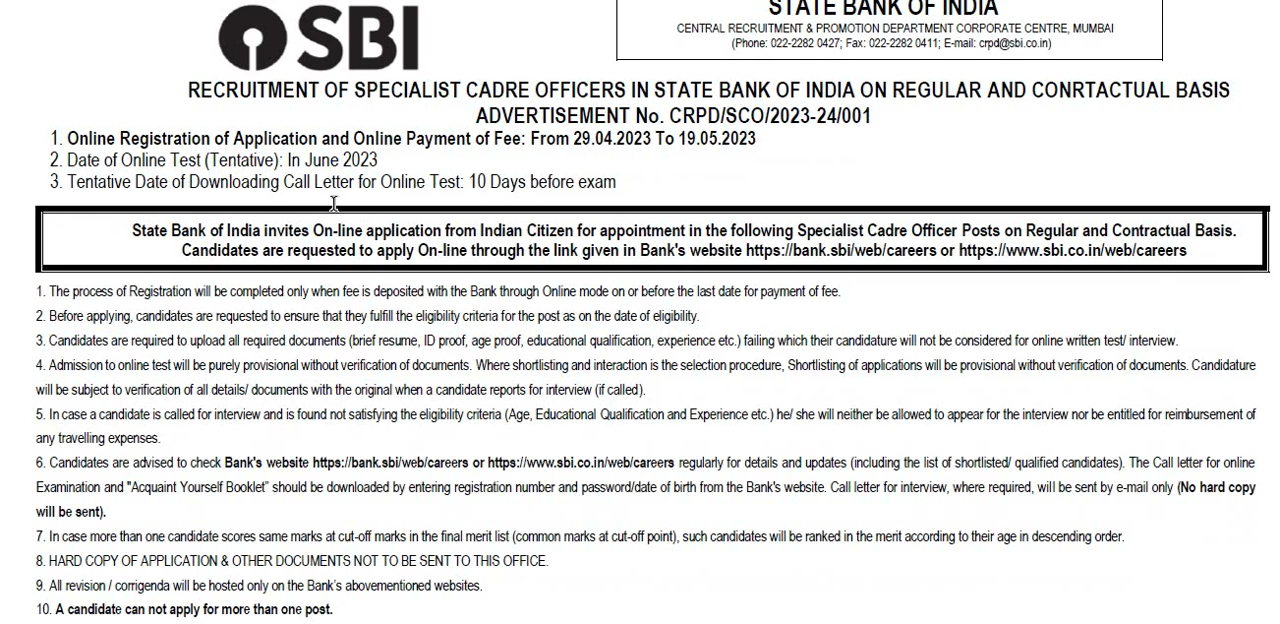 SBI
STATE BANK OF INDIA
CENTRAL RECRUITMENT & PROMOTION DEPARTMENT CORPORATE CENTRE, MUMBAI
(Phone: 022-2282 0427; Fax: 022-2282 0411; E-mail: crpd@sbi.co.in)
RECRUITMENT OF SPECIALIST CADRE OFFICERS IN STATE BANK OF INDIA ON REGULAR AND CONRTACTUAL BASIS
ADVERTISEMENT No. CRPD/SCO/2023-24/001
1. Online Registration of Application and Online Payment of Fee: From 29.04.2023 To 19.05.2023
2. Date of Online Test (Tentative): In June 2023
3. Tentative Date of Downloading Call Letter for Online Test: 10 Days before exam
State Bank of India invites On-line application from Indian Citizen for appointment in the following Specialist Cadre Officer Posts on Regular and Contractual Basis.
Candidates are requested to apply On-line through the link given in Bank's website https://bank.sbi/web/careers or https://www.sbi.co.in/web/careers
1. The process of Registration will be completed only when fee is deposited with the Bank through Online mode on or before the last date for payment of fee.
2. Before applying, candidates are requested to ensure that they fulfill the eligibility criteria for the post as on the date of eligibility.
3. Candidates are required to upload all required documents (brief resume, ID proof, age proof, educational qualification, experience etc.) failing which their candidature will not be considered for online written test/ interview.
4. Admission to online test will be purely provisional without verification of documents. Where shortlisting and interaction is the selection procedure, Shortlisting of applications will be provisional without verification of documents. Candidature
will be subject to verification of all details/ documents with the original when a candidate reports for interview (if called).
5. In case a candidate is called for interview and is found not satisfying the eligibility criteria (Age, Educational Qualification and Experience etc.) he/ she will neither be allowed to appear for the interview nor be entitled for reimbursement of
any travelling expenses.
6. Candidates are advised to check Bank's website https://bank.sbi/web/careers or https://www.sbi.co.in/web/careers regularly for details and updates (including the list of shortlisted/ qualified candidates). The Call letter for online
Examination and "Acquaint Yourself Booklet" should be downloaded by entering registration number and password/date of birth from the Bank's website. Call letter for interview, where required, will be sent by e-mail only (No hard copy
will be sent).
7. In case more than one candidate scores same marks at cut-off marks in the final merit list (common marks at cut-off point), such candidates will be ranked in the merit according to their age in descending order.
8. HARD COPY OF APPLICATION & OTHER DOCUMENTS NOT TO BE SENT TO THIS OFFICE.
9. All revision / corrigenda will be hosted only on the Bank's abovementioned websites.
10. A candidate can not apply for more than one post.